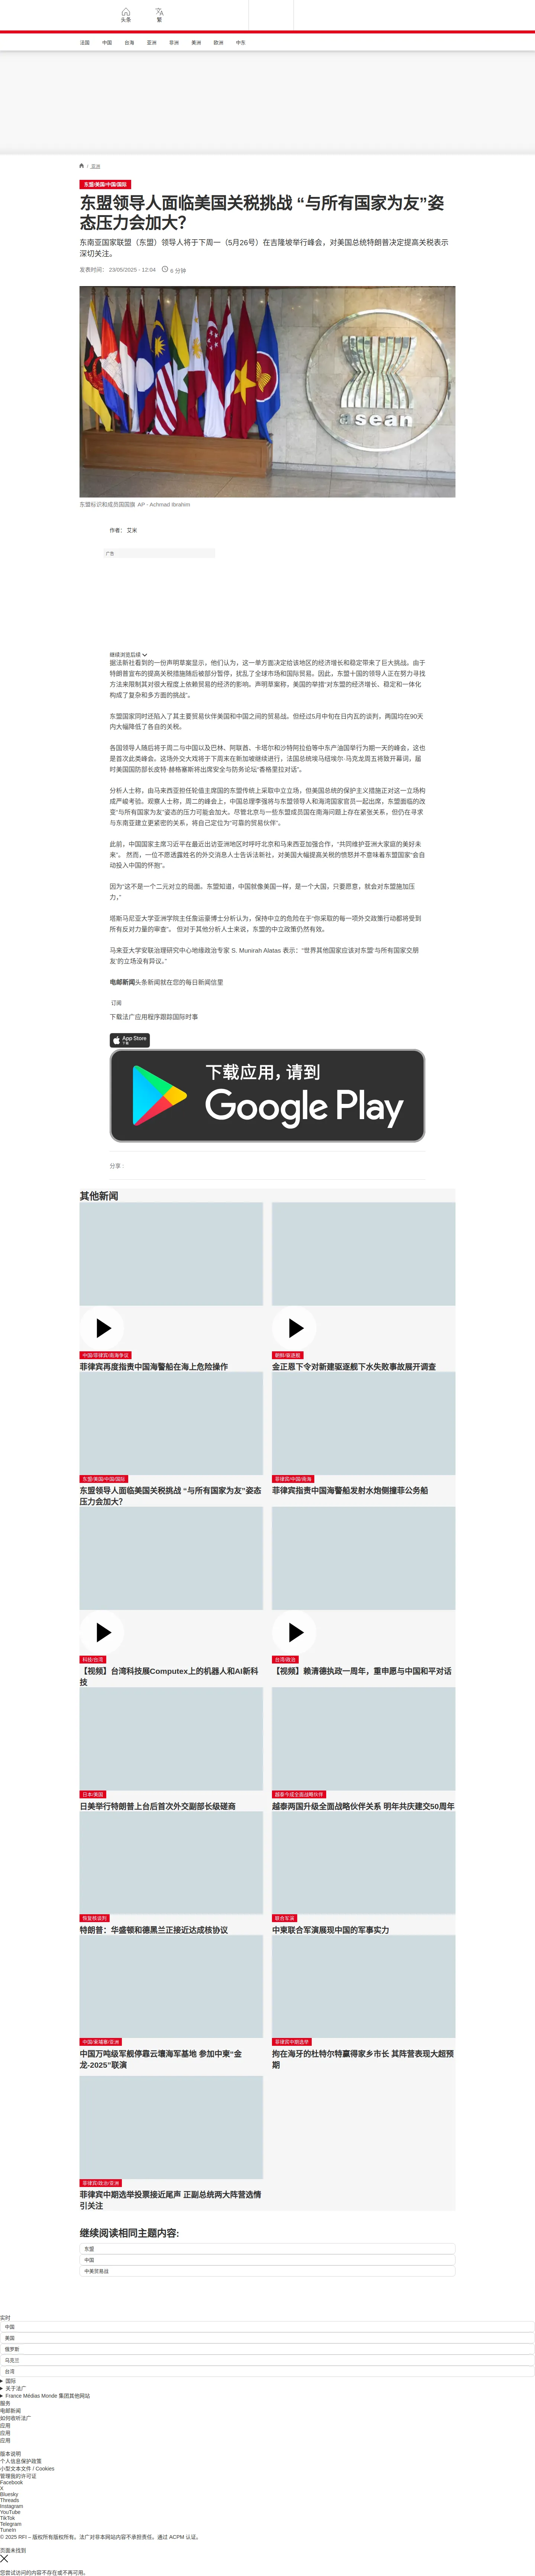 头条
繁
法国
中国
台海
亚洲
非洲
美洲
欧洲
中东
/ 亚洲
东盟/美国/中国/国际
东盟领导人面临美国关税挑战 “与所有国家为友”姿
态压力会加大?
东南亚国家联盟（东盟）领导人将于下周一（5月26号）在吉隆坡举行峰会，对美国总统特朗普决定提高关税表示
深切关注。
发表时间： 23/05/2025 - 12:04
6 分钟
asean
东盟标识和成员国国旗 AP - Achmad Ibrahim
作者： 艾米
广告
继续浏览后续
据法新社看到的一份声明草案显示，他们认为，这一单方面决定给该地区的经济增长和稳定带来了巨大挑战。由于
特朗普宣布的提高关税措施随后被部分暂停，扰乱了全球市场和国际贸易。因此，东盟十国的领导人正在努力寻找
方法来限制其对很大程度上依赖贸易的经济的影响。声明草案称，美国的举措“对东盟的经济增长、稳定和一体化
构成了复杂和多方面的挑战”。
东盟国家同时还陷入了其主要贸易伙伴美国和中国之间的贸易战。但经过5月中旬在日内瓦的谈判，两国均在90天
内大幅降低了各自的关税。
各国领导人随后将于周二与中国以及巴林、阿联酋、卡塔尔和沙特阿拉伯等中东产油国举行为期一天的峰会，这也
是首次此类峰会。这场外交大戏将于下周末在新加坡继续进行，法国总统埃马纽埃尔·马克龙周五将致开幕词，届
时美国国防部长皮特·赫格塞斯将出席安全与防务论坛“香格里拉对话”。
分析人士称，由马来西亚担任轮值主席国的东盟传统上采取中立立场，但美国总统的保护主义措施正对这一立场构
成严峻考验。观察人士称，周二的峰会上，中国总理李强将与东盟领导人和海湾国家官员一起出席，东盟面临的改
变“与所有国家为友”姿态的压力可能会加大。尽管北京与一些东盟成员国在南海问题上存在紧张关系，但仍在寻求
与东南亚建立更紧密的关系，将自己定位为“可靠的贸易伙伴”。
此前，中国国家主席习近平在最近出访亚洲地区时呼吁北京和马来西亚加强合作，“共同维护亚洲大家庭的美好未
来”。 然而，一位不愿透露姓名的外交消息人士告诉法新社，对美国大幅提高关税的愤怒并不意味着东盟国家“会自
动投入中国的怀抱”。
因为“这不是一个二元对立的局面。东盟知道，中国就像美国一样，是一个大国，只要愿意，就会对东盟施加压
力。”
塔斯马尼亚大学亚洲学院主任詹运豪博士分析认为，保持中立的危险在于“你采取的每一项外交政策行动都将受到
所有反对力量的审查”。 但对于其他分析人士来说，东盟的中立政策仍然有效。
马来亚大学安联治理研究中心地缘政治专家 S. Munirah Alatas 表示：“世界其他国家应该对东盟‘与所有国家交朋
友’的立场没有异议。”
电邮新闻头条新闻就在您的每日新闻信里
订阅
下载法广应用程序跟踪国际时事
App Store
下载
下载应用，请到
Google Play
分享 :
其他新闻
中国/菲律宾/南海争议
菲律宾再度指责中国海警船在海上危险操作
朝鲜/驱逐舰
金正恩下令对新建驱逐舰下水失败事故展开调查
东盟/美国/中国/国际
东盟领导人面临美国关税挑战 “与所有国家为友”姿态
压力会加大?
菲律宾/中国/南海
菲律宾指责中国海警船发射水炮侧撞菲公务船
科技/台湾
【视频】台湾科技展Computex上的机器人和AI新科
技
台湾/政治
【视频】赖清德执政一周年，重申愿与中国和平对话
日本/美国
日美举行特朗普上台后首次外交副部长级磋商
越泰今成全面战略伙伴
越泰两国升级全面战略伙伴关系 明年共庆建交50周年
恢复核谈判
特朗普：华盛顿和德黑兰正接近达成核协议
联合军演
中柬联合军演展现中国的军事实力
中国/柬埔寨/亚洲
中国万吨级军舰停靠云壤海军基地 参加中柬“金
龙-2025”联演
菲律宾中期选举
拘在海牙的杜特尔特赢得家乡市长 其阵营表现大超预
期
菲律宾/政治/亚洲
菲律宾中期选举投票接近尾声 正副总统两大阵营选情
引关注
继续阅读相同主题内容:
东盟
中国
中美贸易战
实时
中国
美国
俄罗斯
乌克兰
台湾
国际
关于法广
France Médias Monde 集团其他网站
服务
电邮新闻
如何收听法广
应用
应用
应用
版本说明
个人信息保护政策
小型文本文件 / Cookies
管理我的许可证
Facebook
X
Bluesky
Threads
Instagram
YouTube
TikTok
Telegram
TuneIn
© 2025 RFI – 版权所有版权所有。法广对非本网站内容不承担责任。通过 ACPM 认证。
页面未找到
您尝试访问的内容不存在或不再可用。